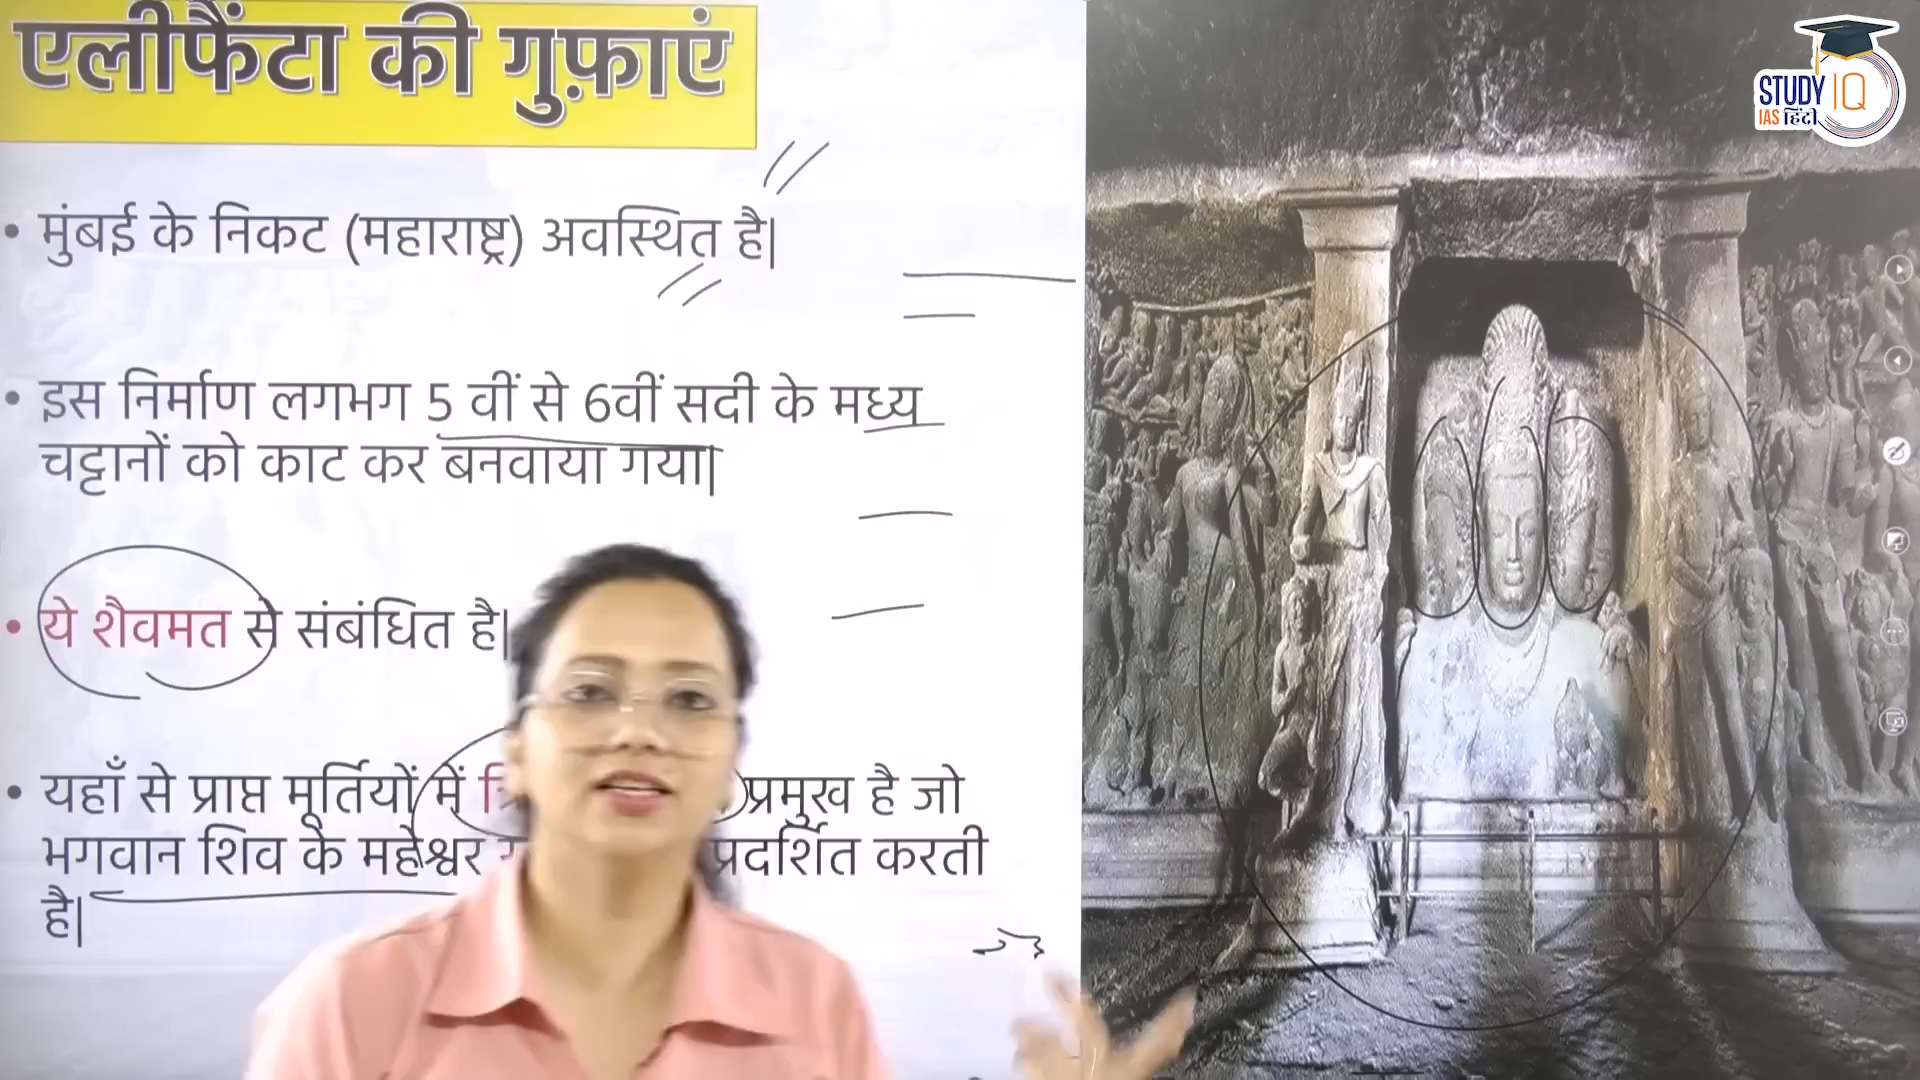 एलीफैंटा की गुफ़ाएं
STUDY IQ
IAS हिंदी
• मुंबई के निकट (महाराष्ट्र) अवस्थित है|
• इस निर्माण लगभग 5 वीं से 6वीं सदी के मध्य
चट्टानों को काट कर बनवाया गया|
• ये शैवमत से संबंधित है|
• यहाँ से प्राप्त मूर्तियों में प्रमुख है जो
भगवान शिव के महेश्वर प्रदर्शित करती
है|